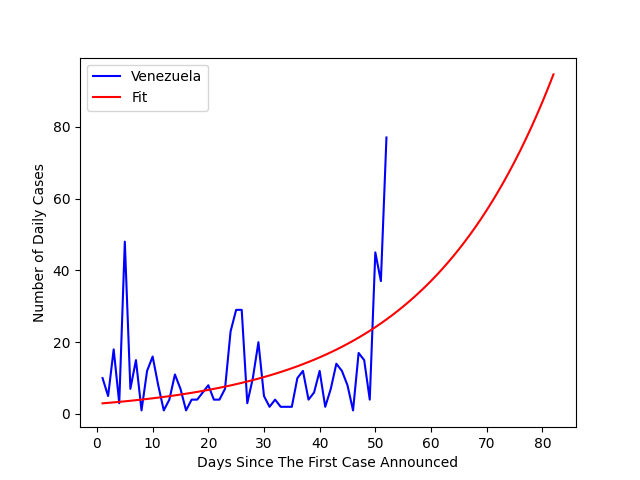 Venezuela
Fit
Number of Daily Cases
80
60
40
20
0
0 10 20 30 40 50 60 70 80
Days Since The First Case Announced